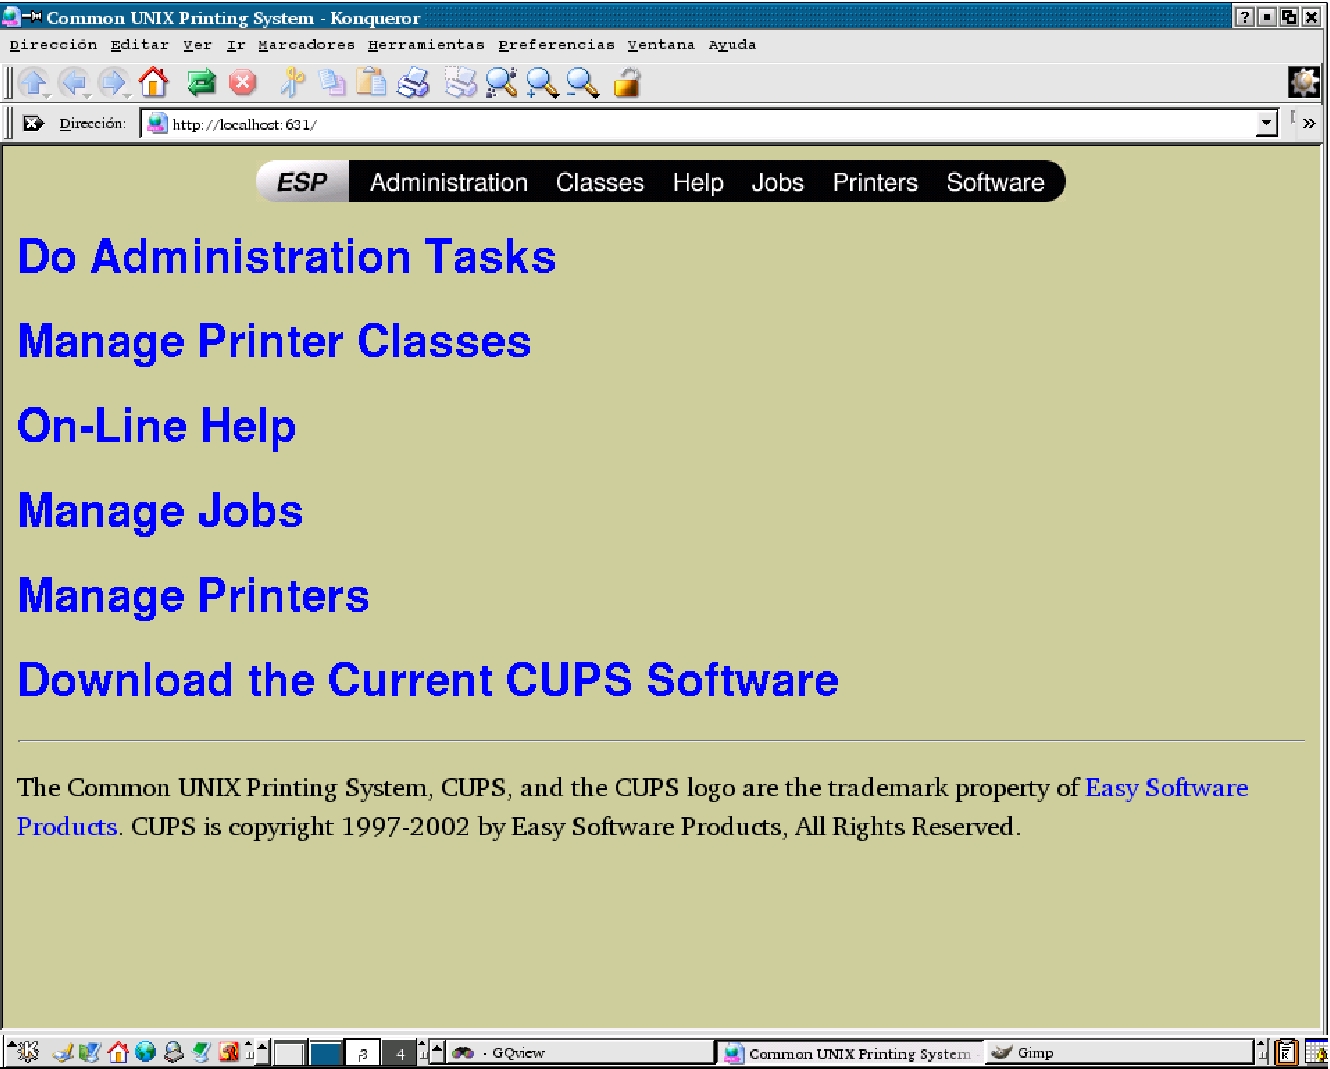 Common UNIX Printing System - Konqueror
Dirección Editar Ver Ir Marcadores Herramientas Preferencias Ventana Ayuda
Dirección: http://localhost:631/
ESP Administration Classes Help Jobs Printers Software
Do Administration Tasks
Manage Printer Classes
On-Line Help
Manage Jobs
Manage Printers
Download the Current CUPS Software
The Common UNIX Printing System, CUPS, and the CUPS logo are the trademark property of Easy Software
Products. CUPS is copyright 1997-2002 by Easy Software Products, All Rights Reserved.
3 4 - GQview Common UNIX Printing System - Gimp